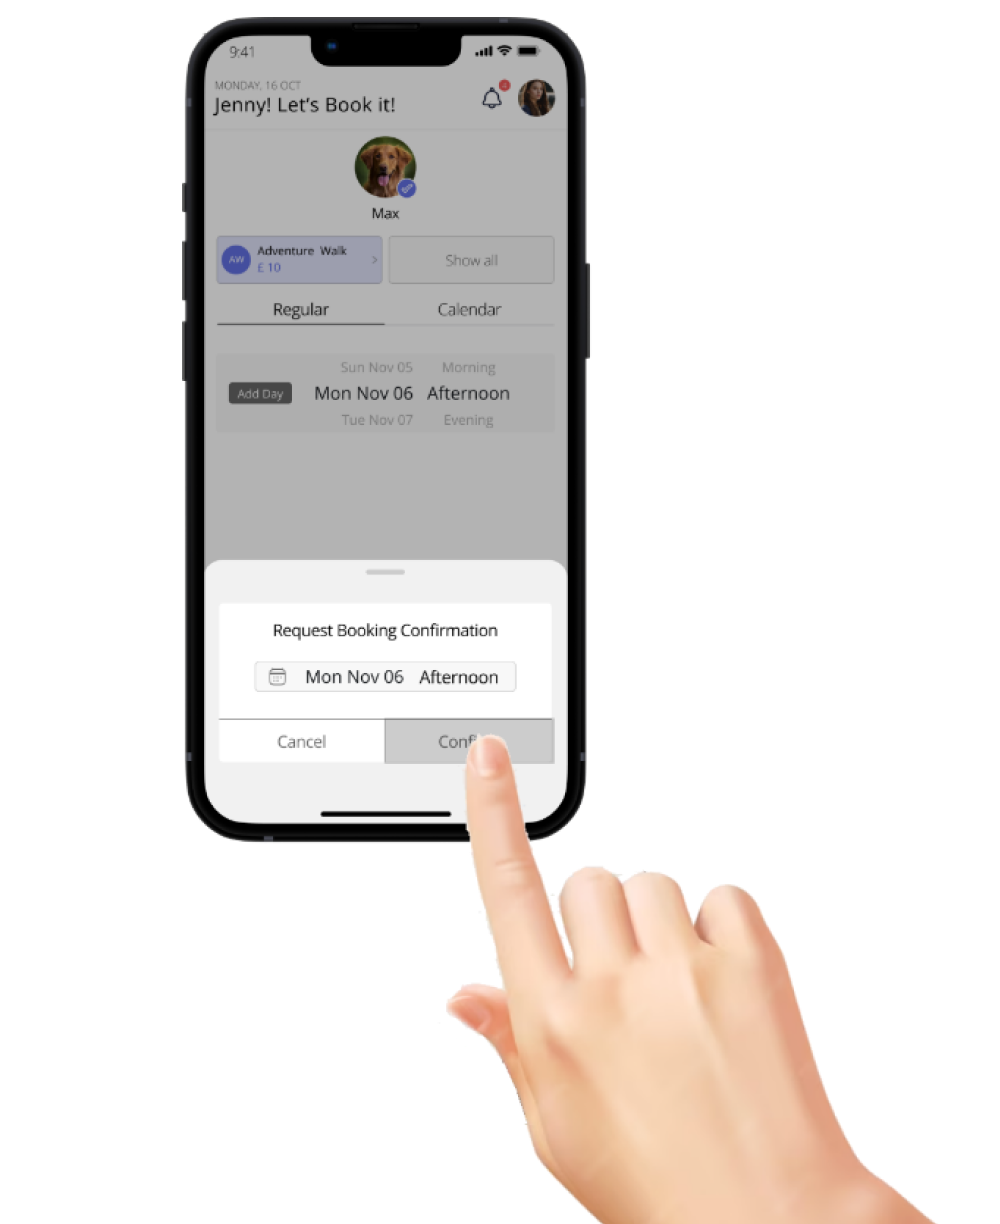 9:41
MONDAY, 16 OCT
Jenny! Let's Book it!
Max
AW
Adventure Walk
£ 10
Show all
Regular
Calendar
Sun Nov 05 Morning
Add Day Mon Nov 06 Afternoon
Tue Nov 07 Evening
Request Booking Confirmation
Mon Nov 06 Afternoon
Cancel